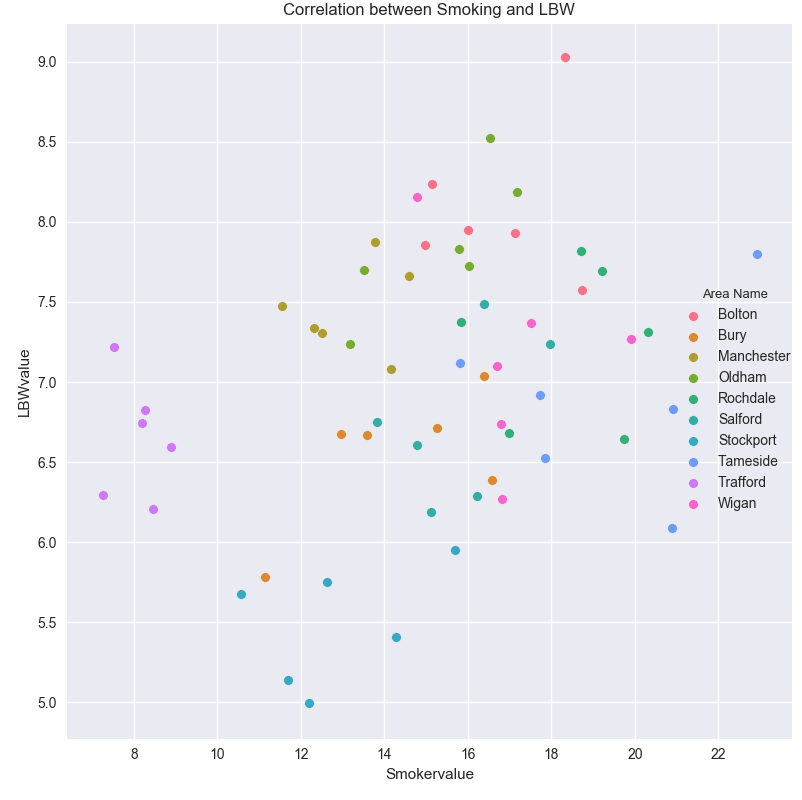 Correlation between Smoking and LBW
9.0
8.5
8.0
7.5
7.0
6.5
6.0
5.5
5.0
LBWvalue
Area Name
Bolton
Bury
Manchester
Oldham
Rochdale
Salford
Stockport
Tameside
Trafford
Wigan
8 10 12 14 16 18 20 22
Smokervalue